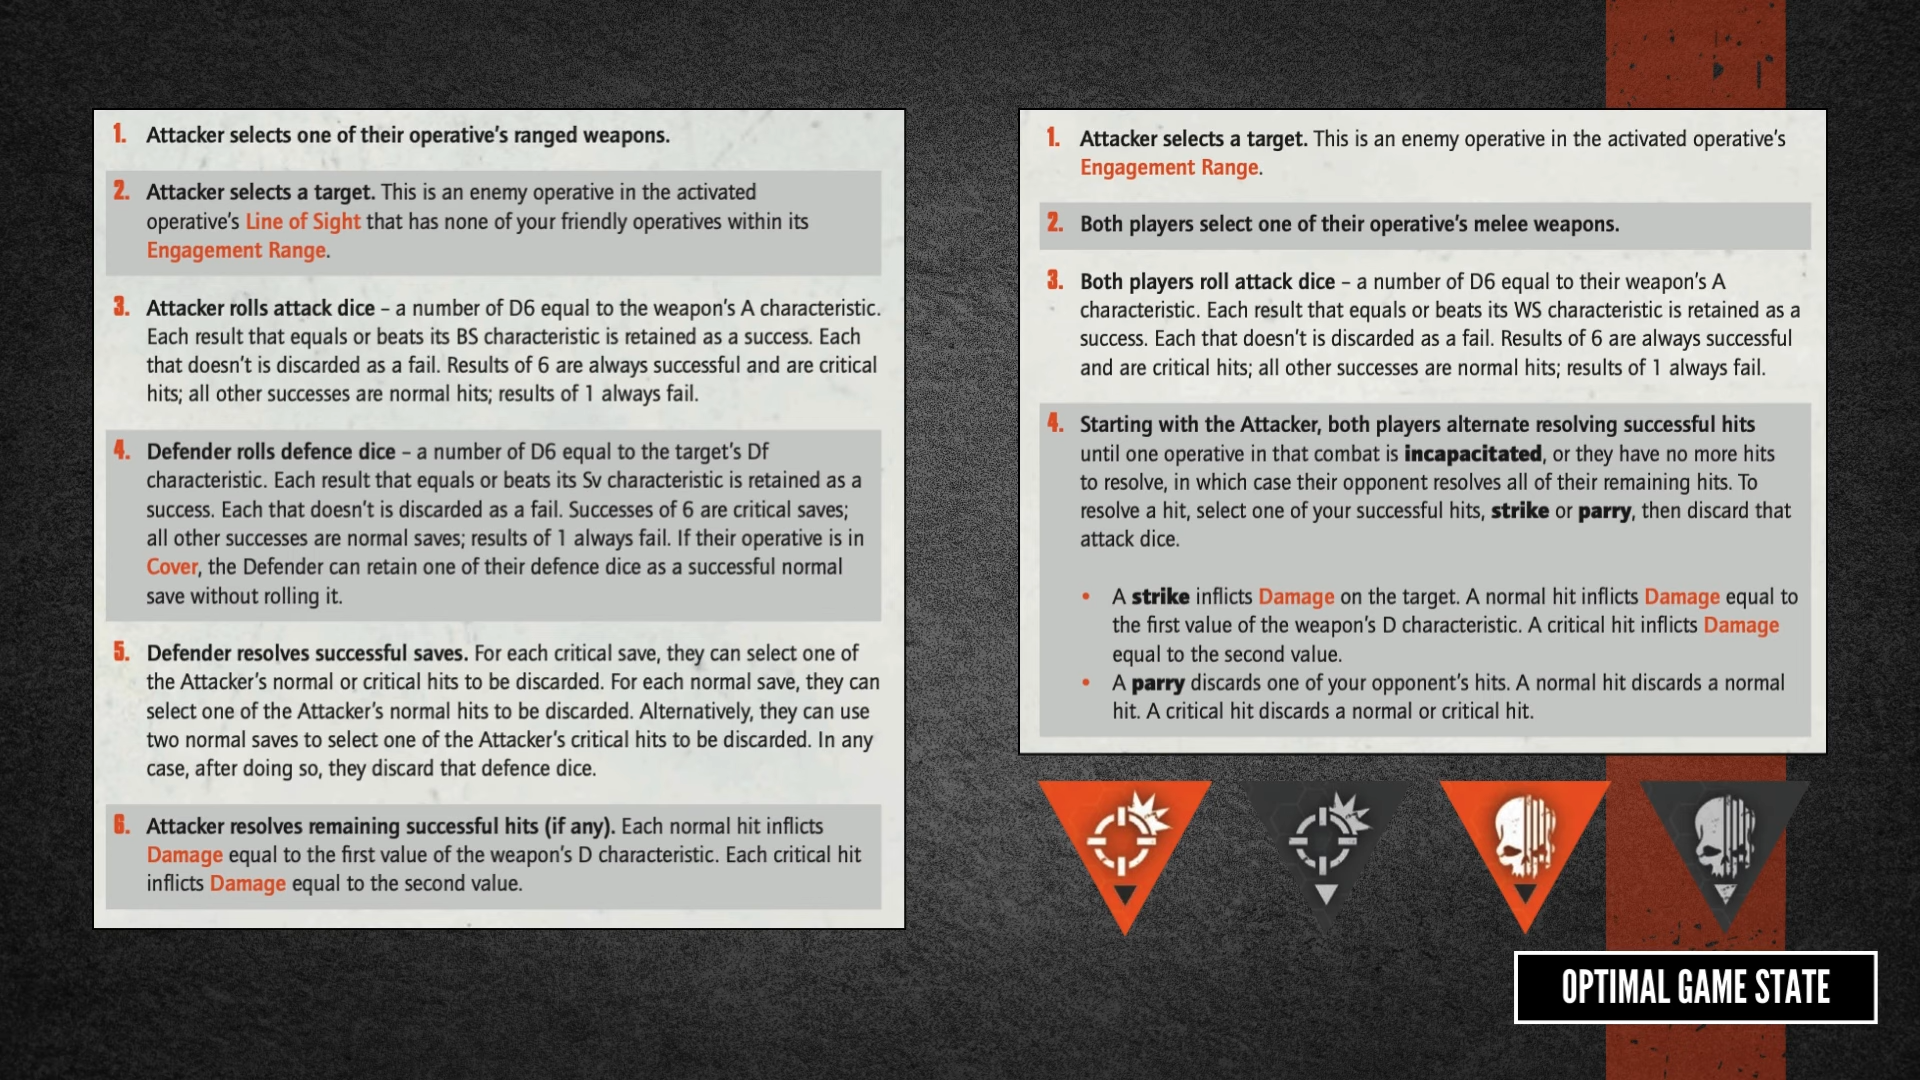 1. Attacker selects one of their operative's ranged weapons.
2. Attacker selects a target. This is an enemy operative in the activated
operative's Line of Sight that has none of your friendly operatives within its
Engagement Range.
3. Attacker rolls attack dice – a number of D6 equal to the weapon's A characteristic.
Each result that equals or beats its BS characteristic is retained as a success. Each
that doesn't is discarded as a fail. Results of 6 are always successful and are critical
hits; all other successes are normal hits; results of 1 always fail.
4. Defender rolls defence dice – a number of D6 equal to the target's Df
characteristic. Each result that equals or beats its Sv characteristic is retained as a
success. Each that doesn't is discarded as a fail. Successes of 6 are critical saves;
all other successes are normal saves; results of 1 always fail. If their operative is in
Cover, the Defender can retain one of their defence dice as a successful normal
save without rolling it.
5. Defender resolves successful saves. For each critical save, they can select one of
the Attacker's normal or critical hits to be discarded. For each normal save, they can
select one of the Attacker's normal hits to be discarded. Alternatively, they can use
two normal saves to select one of the Attacker's critical hits to be discarded. In any
case, after doing so, they discard that defence dice.
6. Attacker resolves remaining successful hits (if any). Each normal hit inflicts
Damage equal to the first value of the weapon's D characteristic. Each critical hit
inflicts Damage equal to the second value.
1. Attacker selects a target. This is an enemy operative in the activated operative's
Engagement Range.
2. Both players select one of their operative's melee weapons.
3. Both players roll attack dice – a number of D6 equal to their weapon's A
characteristic. Each result that equals or beats its WS characteristic is retained as a
success. Each that doesn't is discarded as a fail. Results of 6 are always successful
and are critical hits; all other successes are normal hits; results of 1 always fail.
4. Starting with the Attacker, both players alternate resolving successful hits
until one operative in that combat is incapacitated, or they have no more hits
to resolve, in which case their opponent resolves all of their remaining hits. To
resolve a hit, select one of your successful hits, strike or parry, then discard that
attack dice.
• A strike inflicts Damage on the target. A normal hit inflicts Damage equal to
the first value of the weapon's D characteristic. A critical hit inflicts Damage
equal to the second value.
• A parry discards one of your opponent's hits. A normal hit discards a normal
hit. A critical hit discards a normal or critical hit.
OPTIMAL GAME STATE